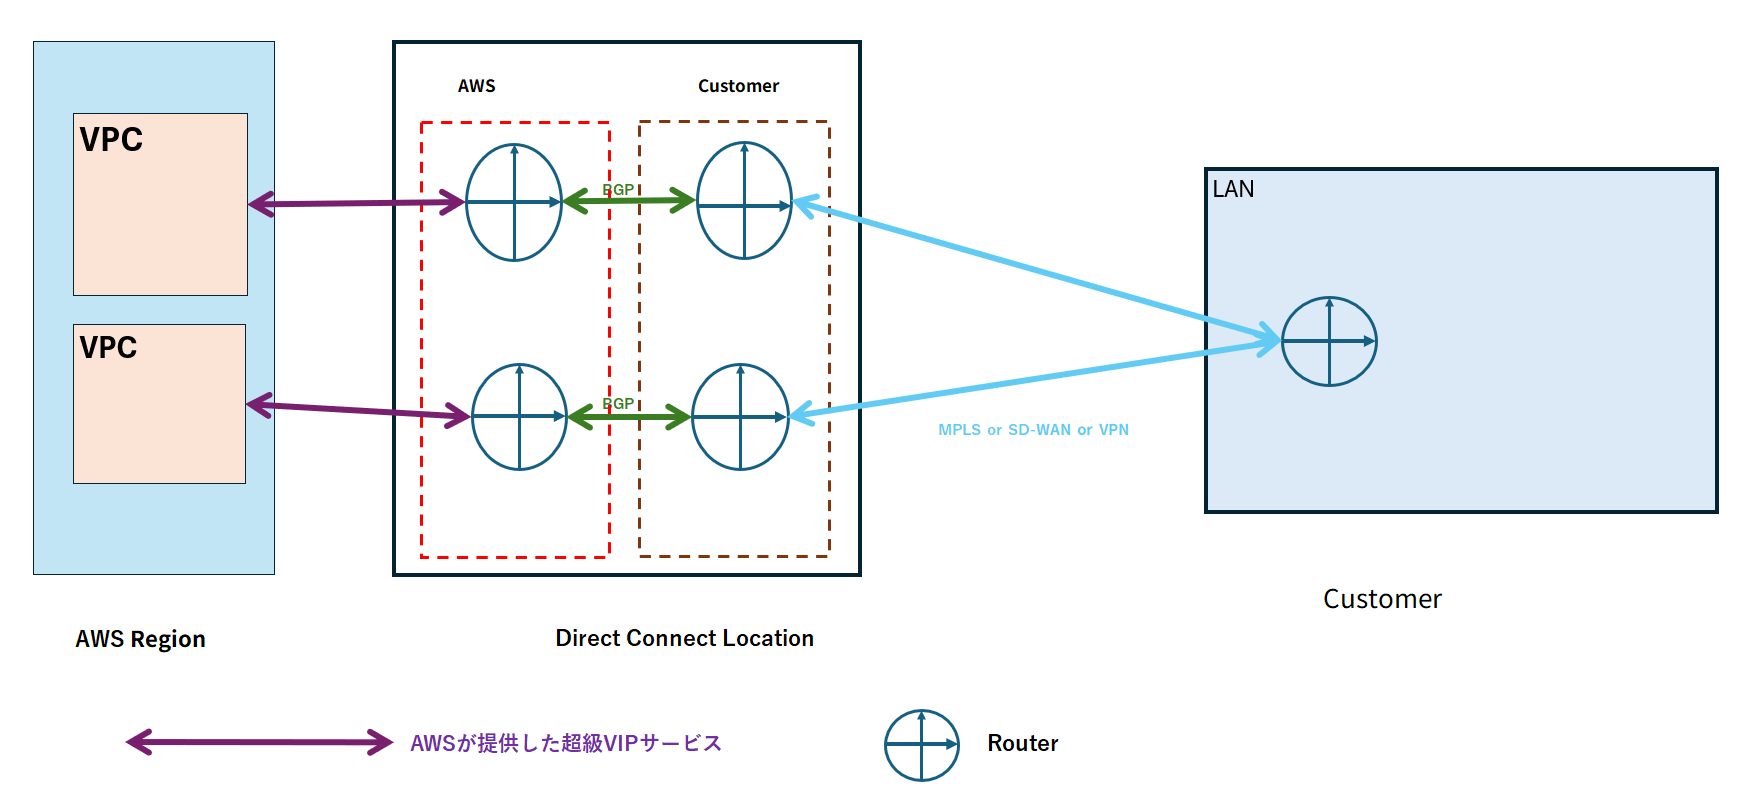 AWS
Customer
VPC
BGP
LAN
VPC
BGP
MPLS or SD-WAN or VPN
Customer
AWS Region
Direct Connect Location
AWSが提供した超級VIPサービス
Router